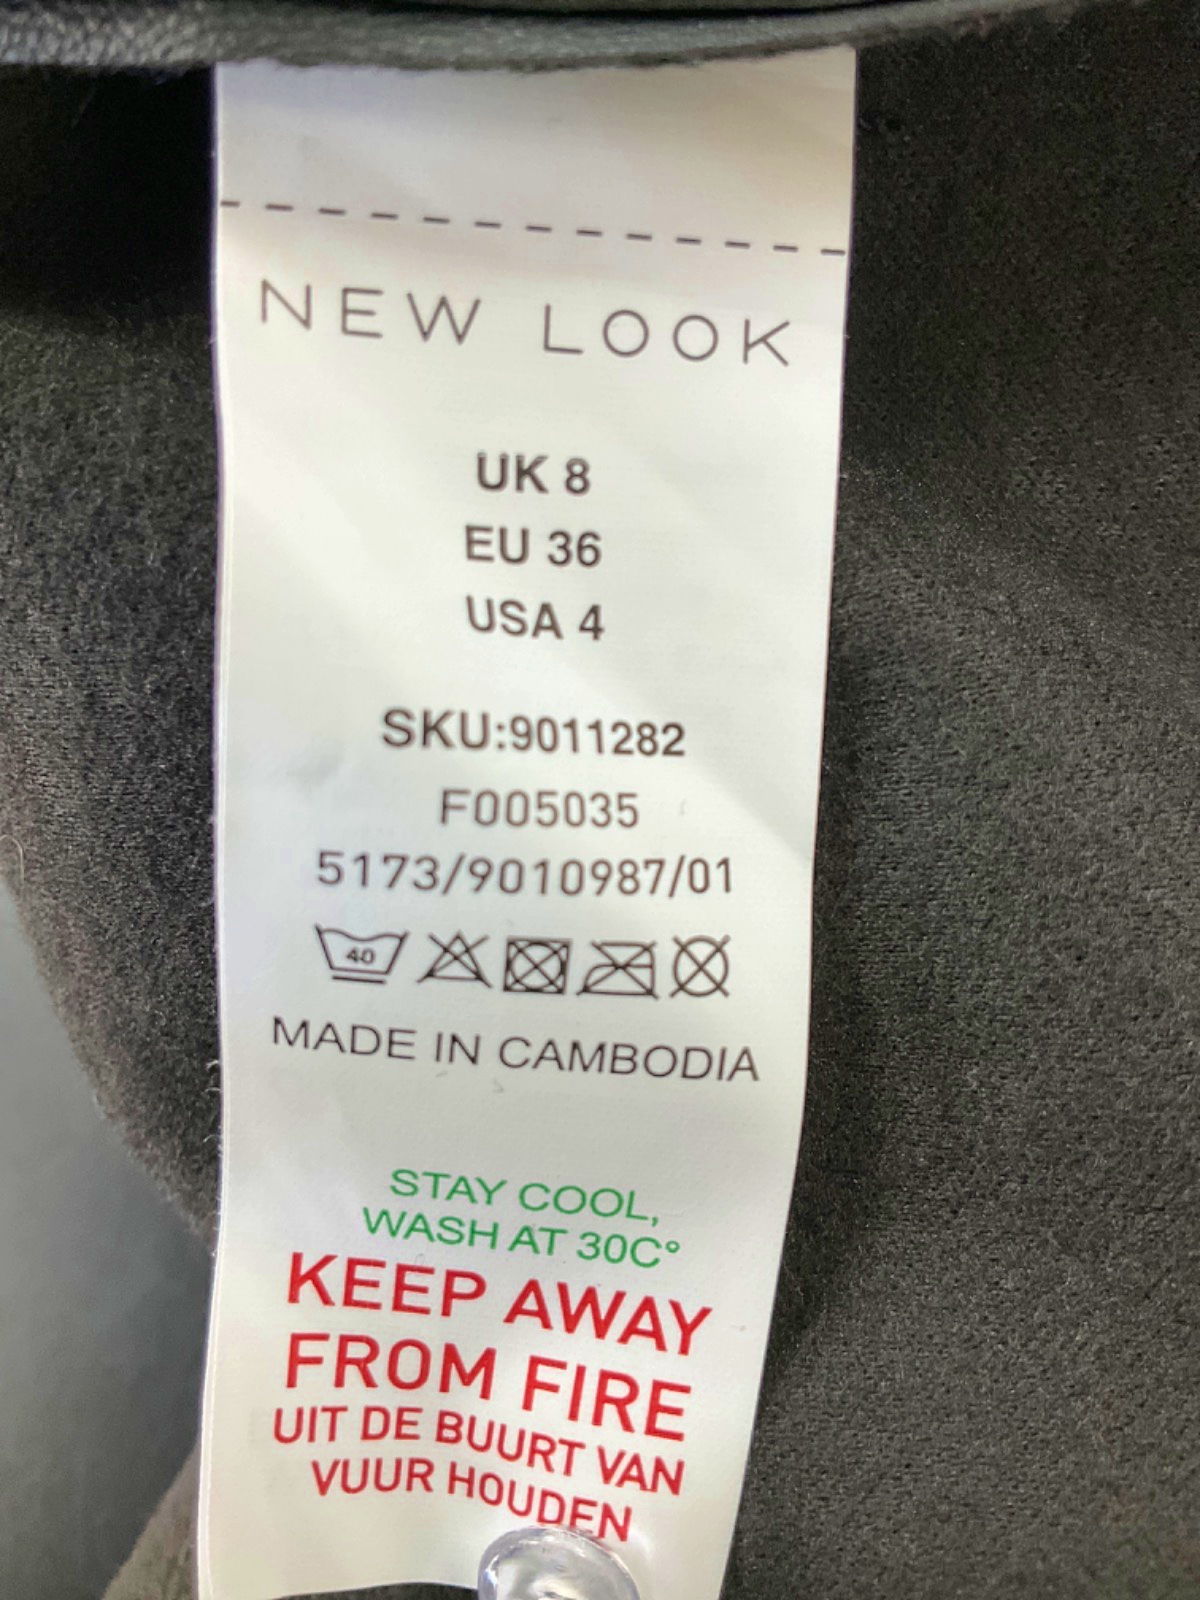 NEW LOOK
UK 8
EU 36
USA 4
SKU:9011282
F005035
5173/9010987/01
40
MADE IN CAMBODIA
STAY COOL,
WASH AT 30C°
KEEP AWAY
FROM FIRE
UIT DE BUURT VAN
VUUR HOUDEN